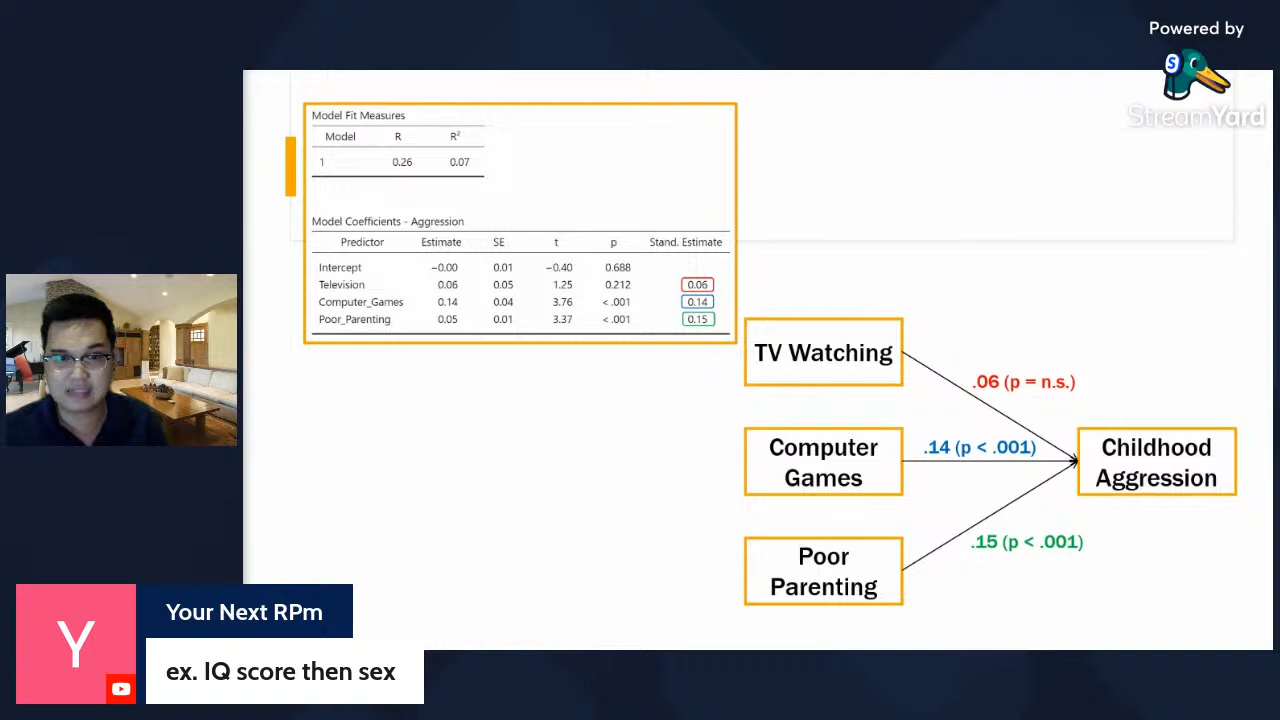 Powered by
StreamYard
Model Fit Measures
Model R R²
1 0.26 0.07
Model Coefficients - Aggression
Predictor Estimate SE t p Stand. Estimate
Intercept −0.00 0.01 −0.40 0.688
Television 0.06 0.05 1.25 0.212 0.06
Computer_Games 0.14 0.04 3.76 < .001 0.14
Poor_Parenting 0.05 0.01 3.37 < .001 0.15
TV Watching
.06 (p = n.s.)
Computer
Games
.14 (p < .001)
Childhood
Aggression
Poor
Parenting
.15 (p < .001)
Y
Your Next RPm
ex. IQ score then sex